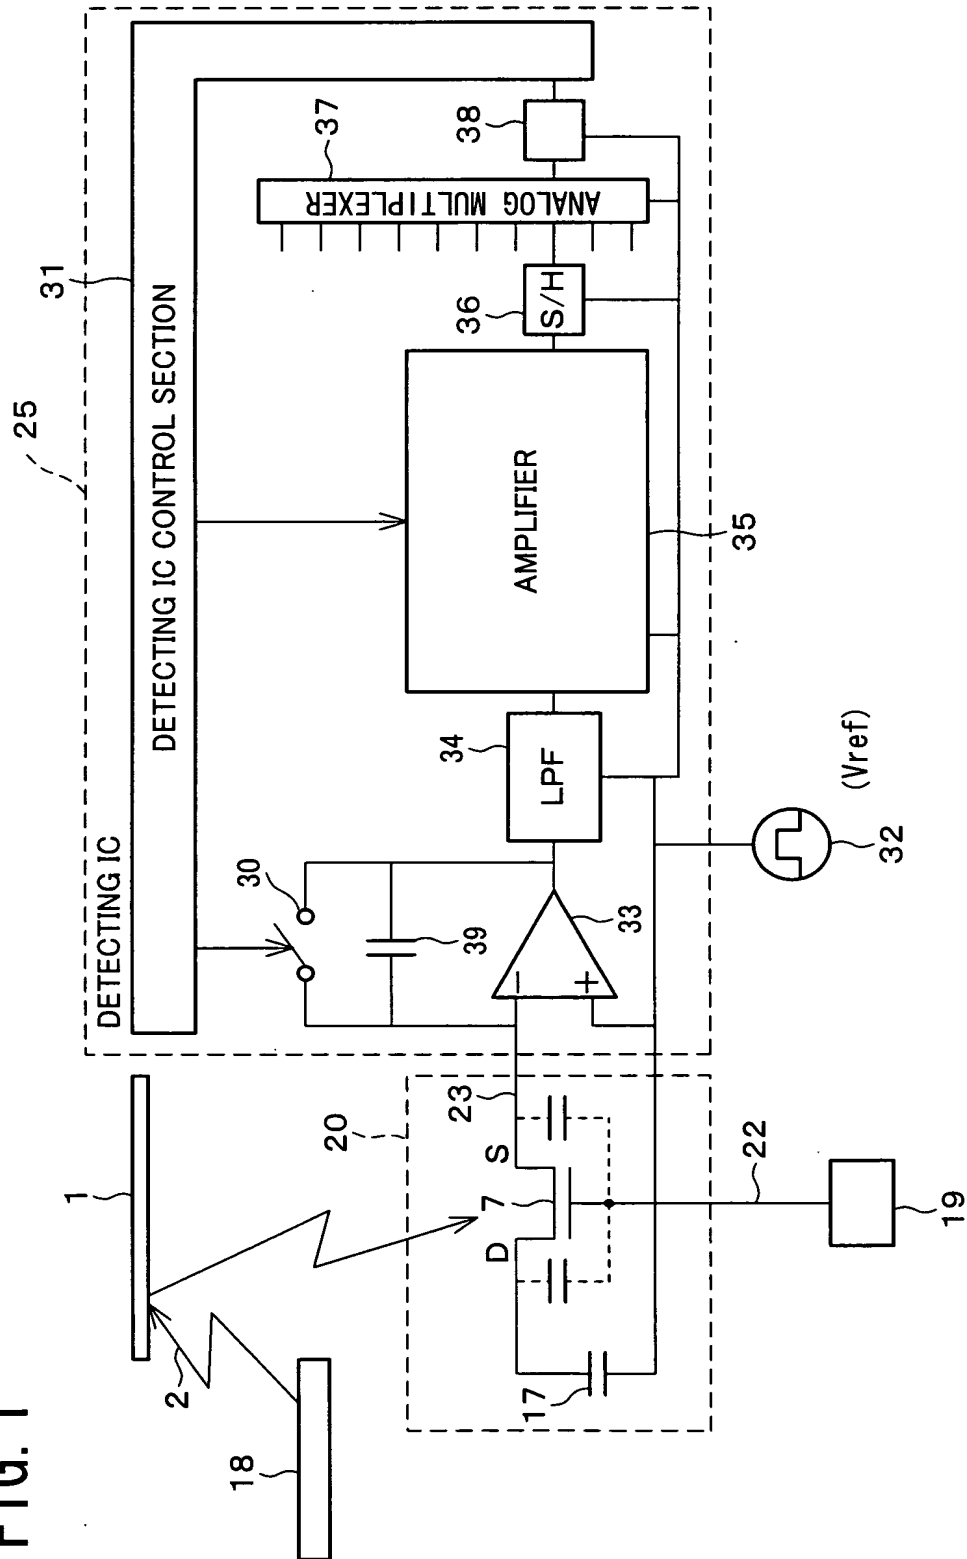 FIG. 1
25
31
DETECTING IC
DETECTING IC CONTROL SECTION
37
38
ANALOG MULTIPLEXER
36
S/H
AMPLIFIER
35
34
LPF
30
39
33
−
+
(Vref)
32
1
2
18
20
23
S
7
D
17
22
19